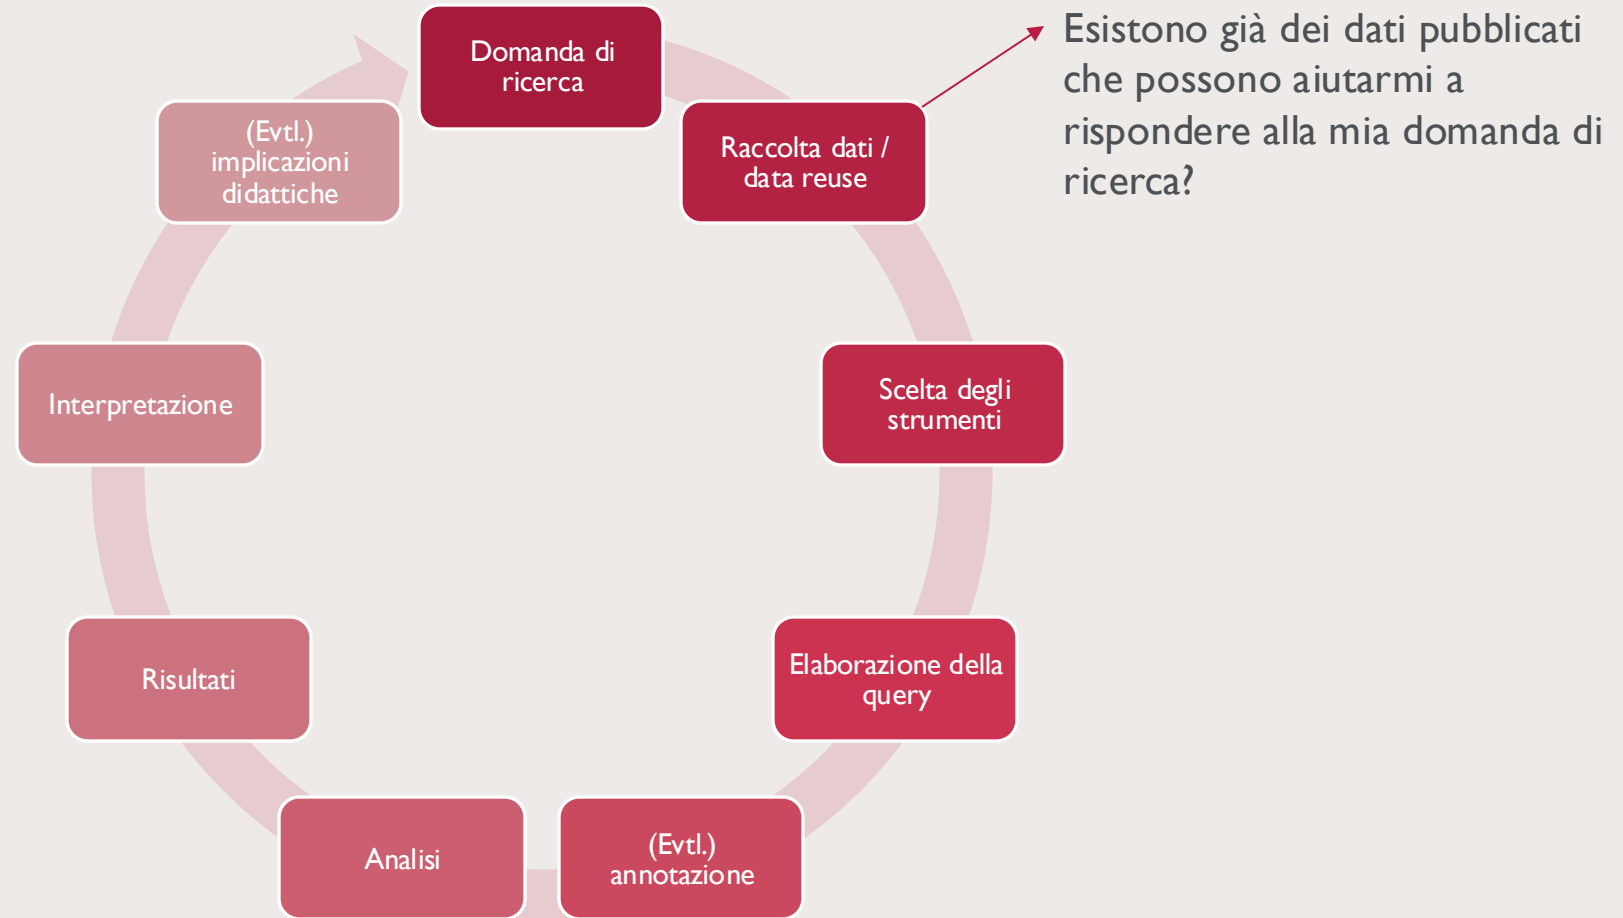 Domanda di
ricerca
Raccolta dati /
data reuse
Esistono già dei dati pubblicati
che possono aiutarmi a
rispondere alla mia domanda di
ricerca?
Scelta degli
strumenti
Elaborazione della
query
(Evtl.)
annotazione
Analisi
Risultati
Interpretazione
(Evtl.)
implicazioni
didattiche